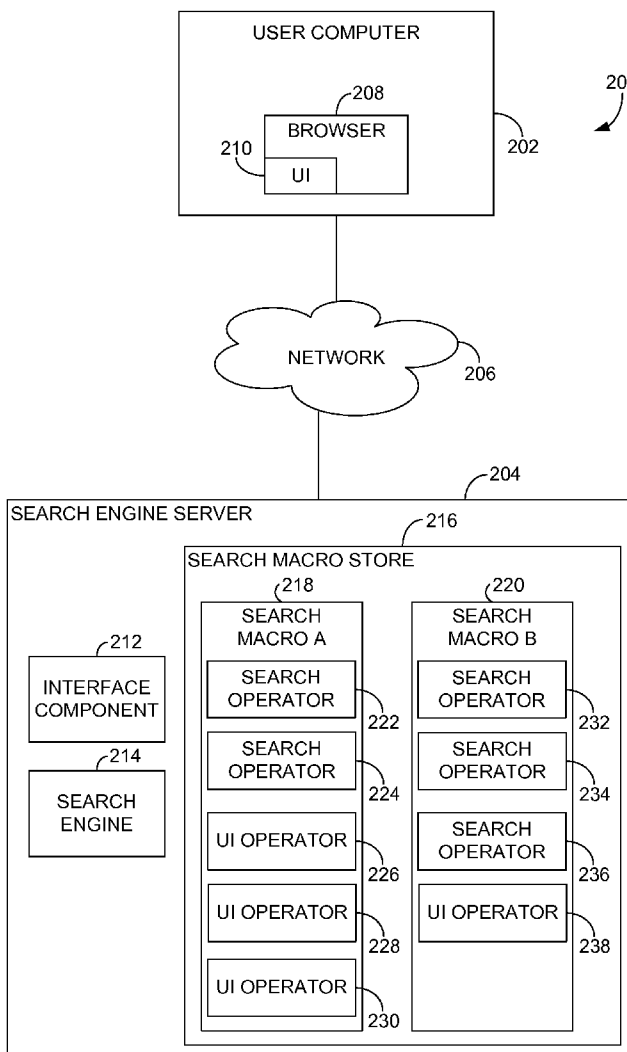 USER COMPUTER
208
BROWSER
210
UI
202
20
NETWORK
206
204
SEARCH ENGINE SERVER
216
SEARCH MACRO STORE
212
INTERFACE
COMPONENT
214
SEARCH
ENGINE
218
SEARCH
MACRO A
SEARCH
OPERATOR
222
SEARCH
OPERATOR
224
UI OPERATOR
226
UI OPERATOR
228
UI OPERATOR
230
220
SEARCH
MACRO B
SEARCH
OPERATOR
232
SEARCH
OPERATOR
234
SEARCH
OPERATOR
236
UI OPERATOR
238